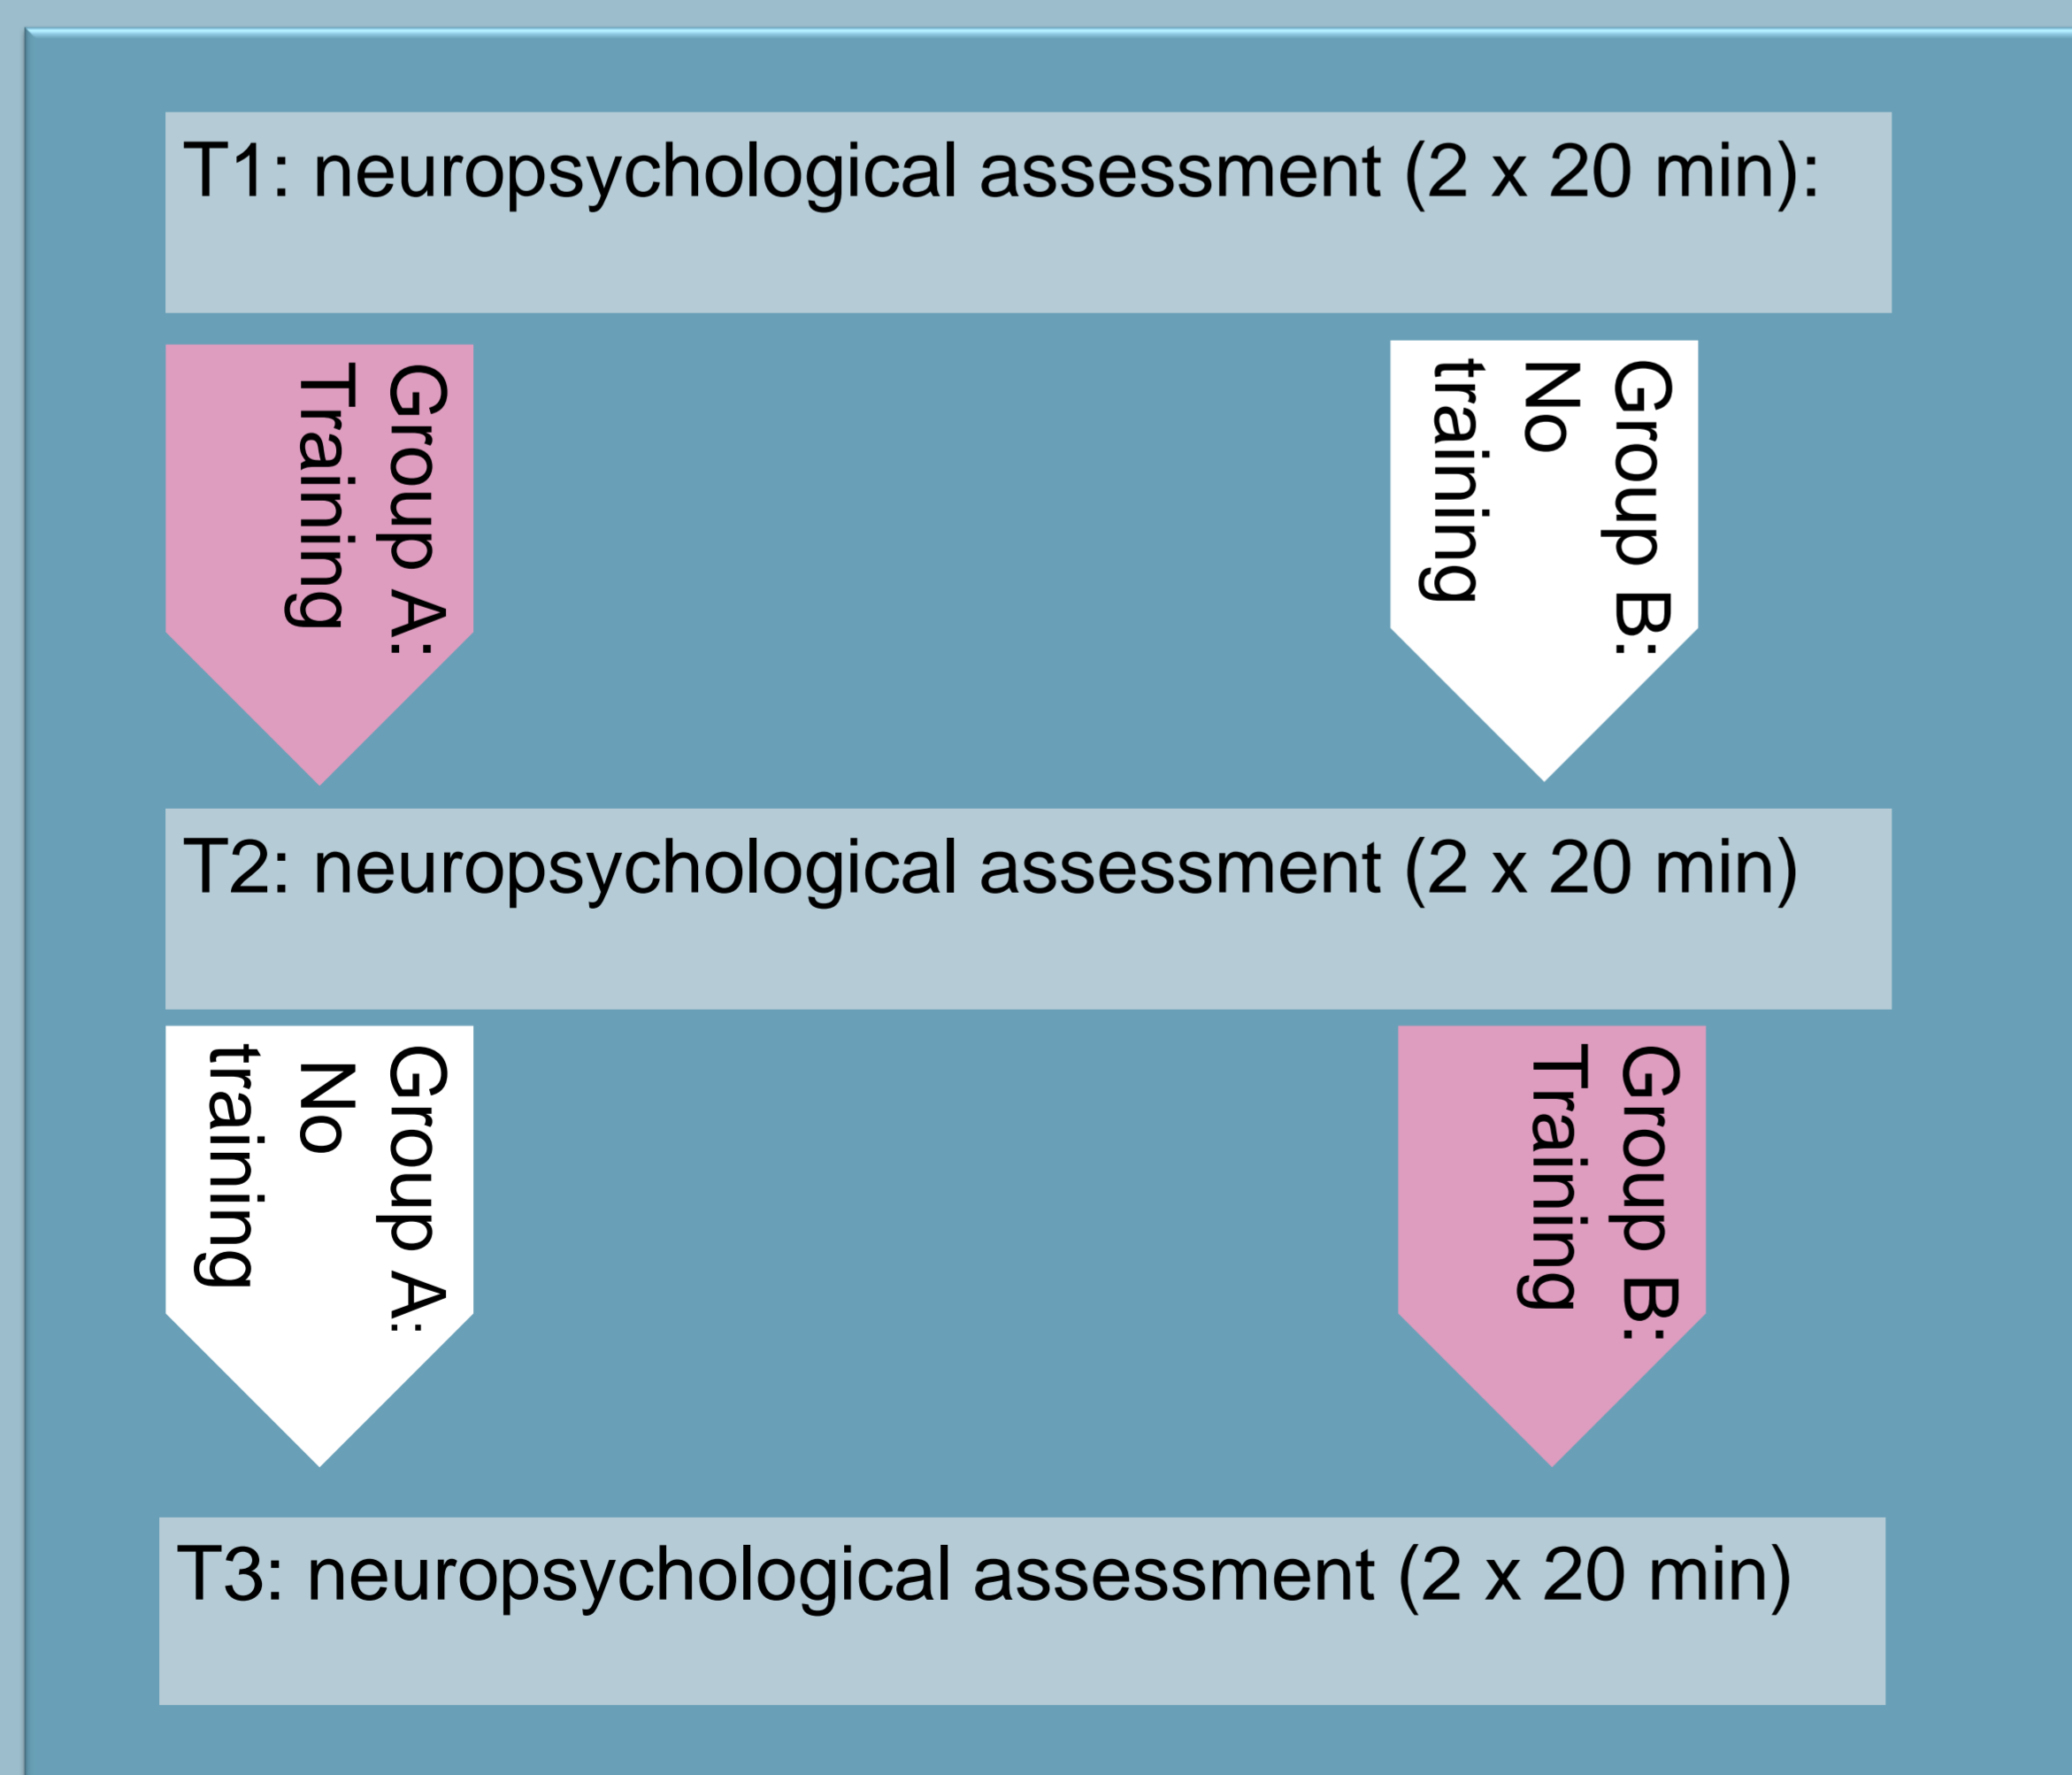 T1: neuropsychological assessment (2 x 20 min):
Group A:
Training
Group B:
No
training
T2: neuropsychological assessment (2 x 20 min)
Group A:
No
training
Group B:
Training
T3: neuropsychological assessment (2 x 20 min)